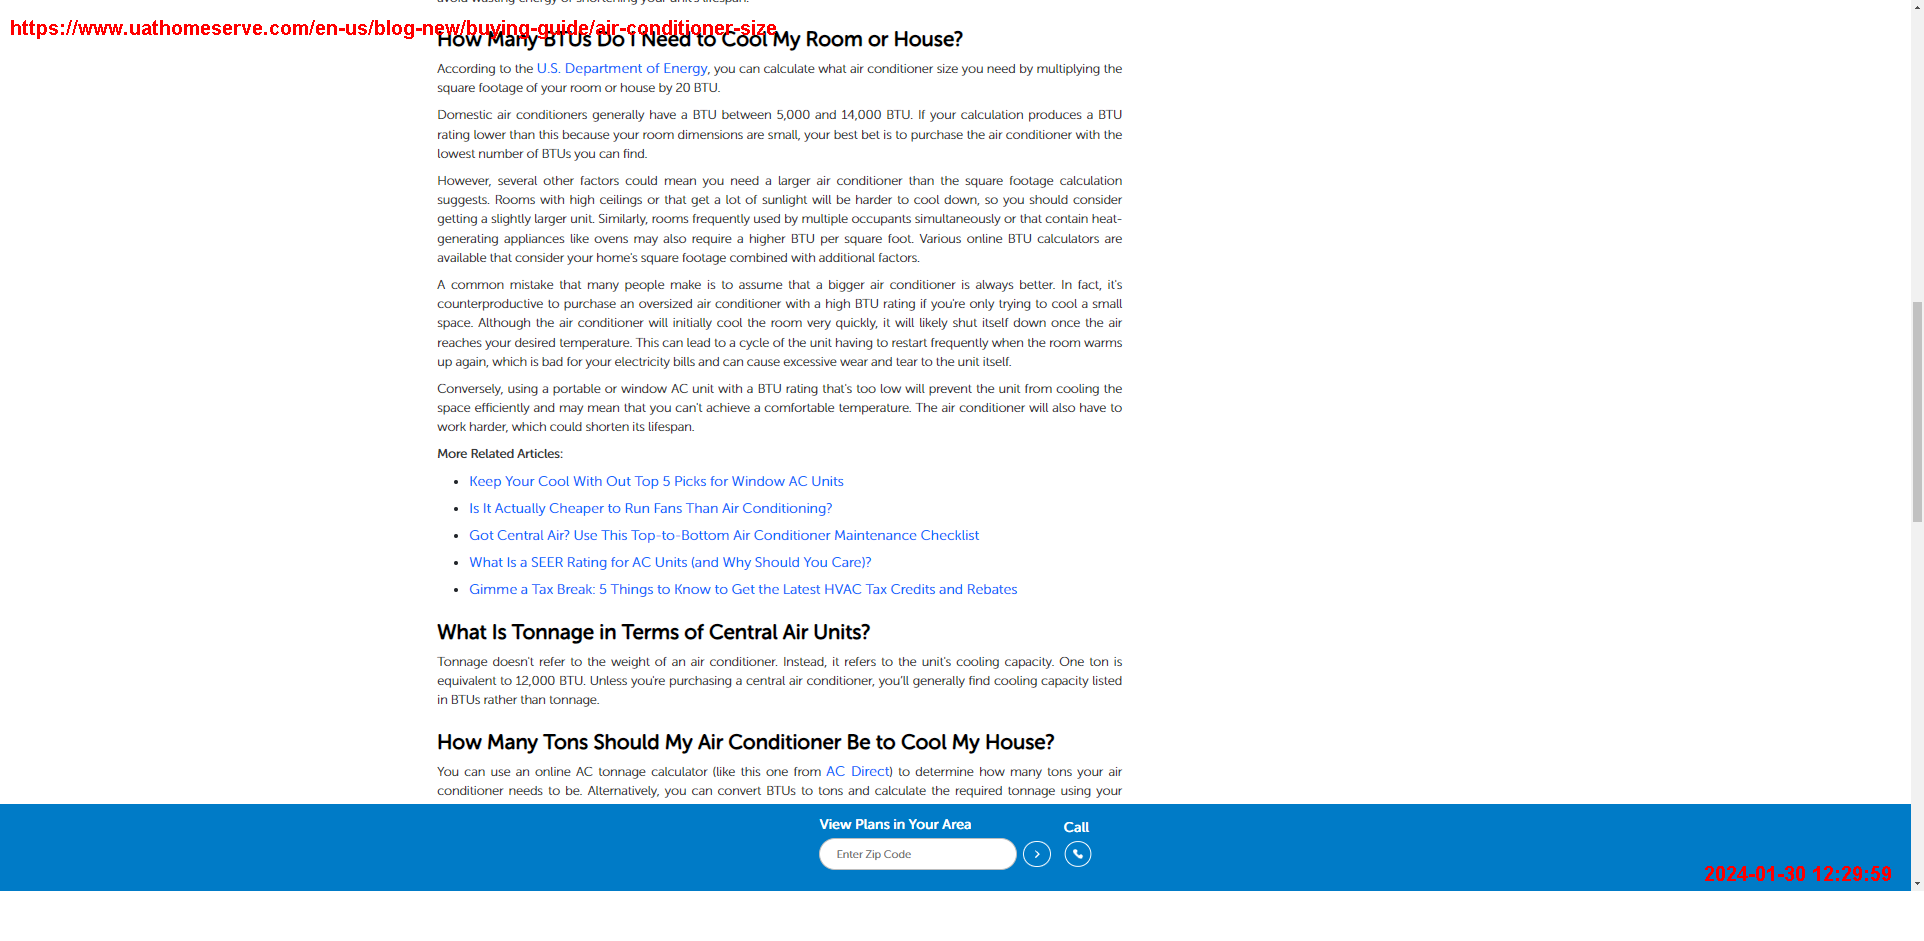 avoid wasting energy or shortening your unit's lifespan.
https://www.uathomeserve.com/en-us/blog-new/buying-guide/air-conditioner-size
How Many BTUs Do I Need to Cool My Room or House?
According to the U.S. Department of Energy, you can calculate what air conditioner size you need by multiplying the
square footage of your room or house by 20 BTU.
Domestic air conditioners generally have a BTU between 5,000 and 14,000 BTU. If your calculation produces a BTU
rating lower than this because your room dimensions are small, your best bet is to purchase the air conditioner with the
lowest number of BTUs you can find.
However, several other factors could mean you need a larger air conditioner than the square footage calculation
suggests. Rooms with high ceilings or that get a lot of sunlight will be harder to cool down, so you should consider
getting a slightly larger unit. Similarly, rooms frequently used by multiple occupants simultaneously or that contain heat-
generating appliances like ovens may also require a higher BTU per square foot. Various online BTU calculators are
available that consider your home's square footage combined with additional factors.
A common mistake that many people make is to assume that a bigger air conditioner is always better. In fact, it's
counterproductive to purchase an oversized air conditioner with a high BTU rating if you're only trying to cool a small
space. Although the air conditioner will initially cool the room very quickly, it will likely shut itself down once the air
reaches your desired temperature. This can lead to a cycle of the unit having to restart frequently when the room warms
up again, which is bad for your electricity bills and can cause excessive wear and tear to the unit itself.
Conversely, using a portable or window AC unit with a BTU rating that's too low will prevent the unit from cooling the
space efficiently and may mean that you can't achieve a comfortable temperature. The air conditioner will also have to
work harder, which could shorten its lifespan.
More Related Articles:
Keep Your Cool With Out Top 5 Picks for Window AC Units
Is It Actually Cheaper to Run Fans Than Air Conditioning?
Got Central Air? Use This Top-to-Bottom Air Conditioner Maintenance Checklist
What Is a SEER Rating for AC Units (and Why Should You Care)?
Gimme a Tax Break: 5 Things to Know to Get the Latest HVAC Tax Credits and Rebates
What Is Tonnage in Terms of Central Air Units?
Tonnage doesn't refer to the weight of an air conditioner. Instead, it refers to the unit's cooling capacity. One ton is
equivalent to 12,000 BTU. Unless you're purchasing a central air conditioner, you'll generally find cooling capacity listed
in BTUs rather than tonnage.
How Many Tons Should My Air Conditioner Be to Cool My House?
You can use an online AC tonnage calculator (like this one from AC Direct) to determine how many tons your air
conditioner needs to be. Alternatively, you can convert BTUs to tons and calculate the required tonnage using your
View Plans in Your Area
Call
Enter Zip Code
2024-01-30 12:29:59